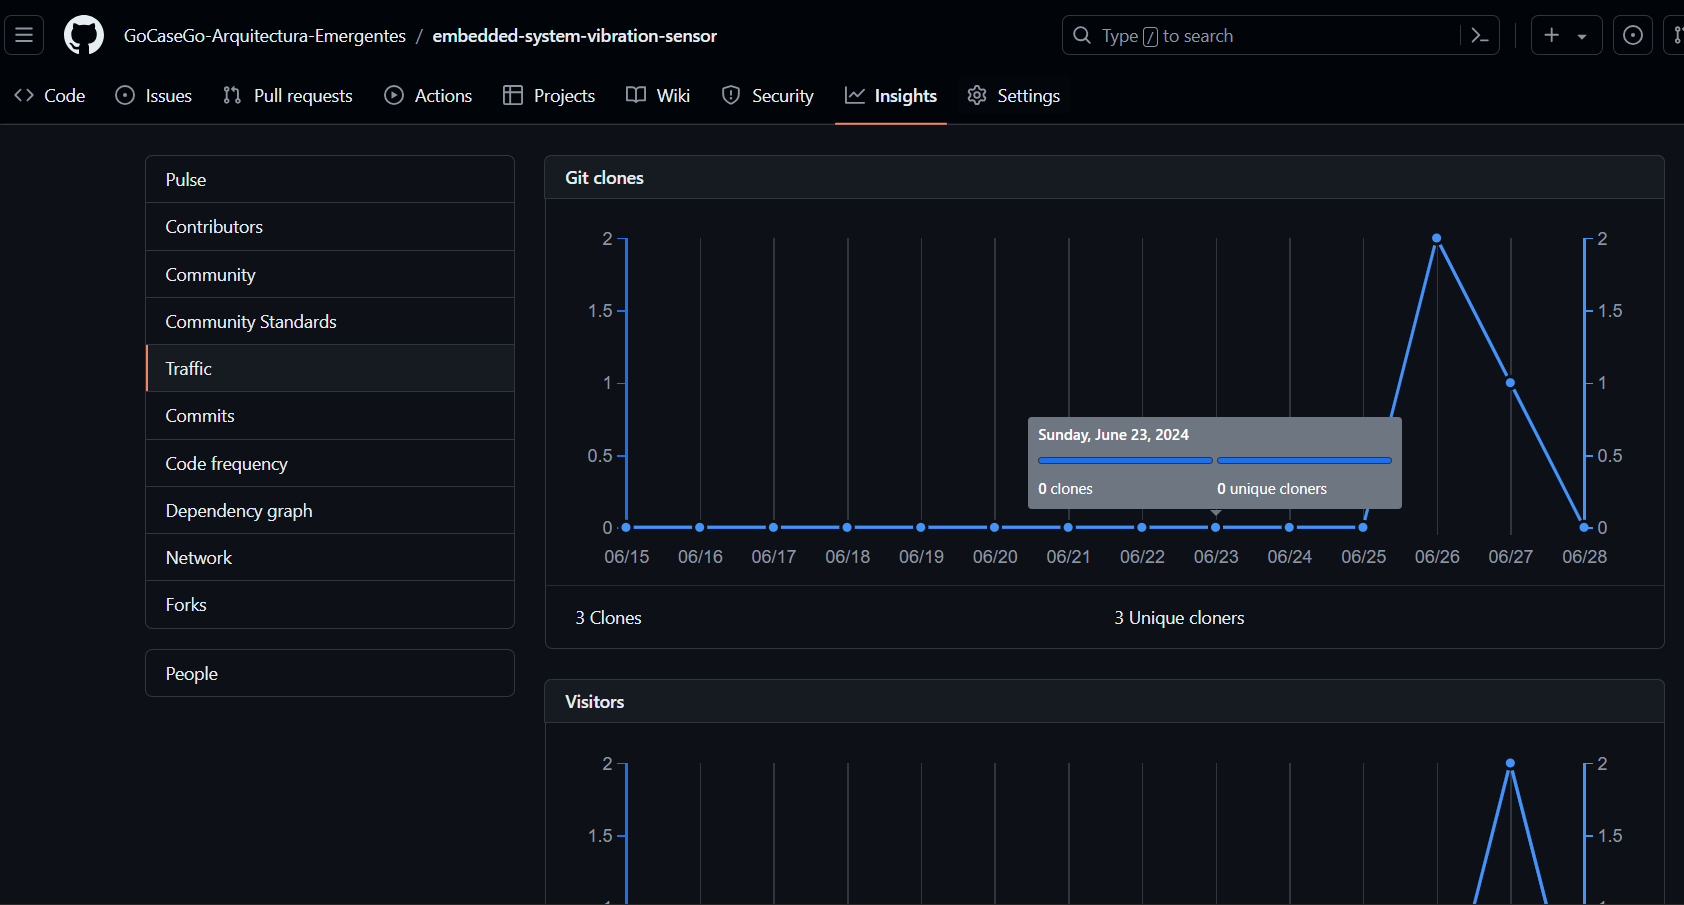 GoCaseGo-Arquitectura-Emergentes / embedded-system-vibration-sensor
Type / to search
Code Issues Pull requests Actions Projects Wiki Security Insights Settings
Pulse
Contributors
Community
Community Standards
Traffic
Commits
Code frequency
Dependency graph
Network
Forks
People
Git clones
2 2
1.5 1.5
1 1
0.5 0.5
0 0
Sunday, June 23, 2024
0 clones 0 unique cloners
06/15 06/16 06/17 06/18 06/19 06/20 06/21 06/22 06/23 06/24 06/25 06/26 06/27 06/28
3 Clones 3 Unique cloners
Visitors
2 2
1.5 1.5